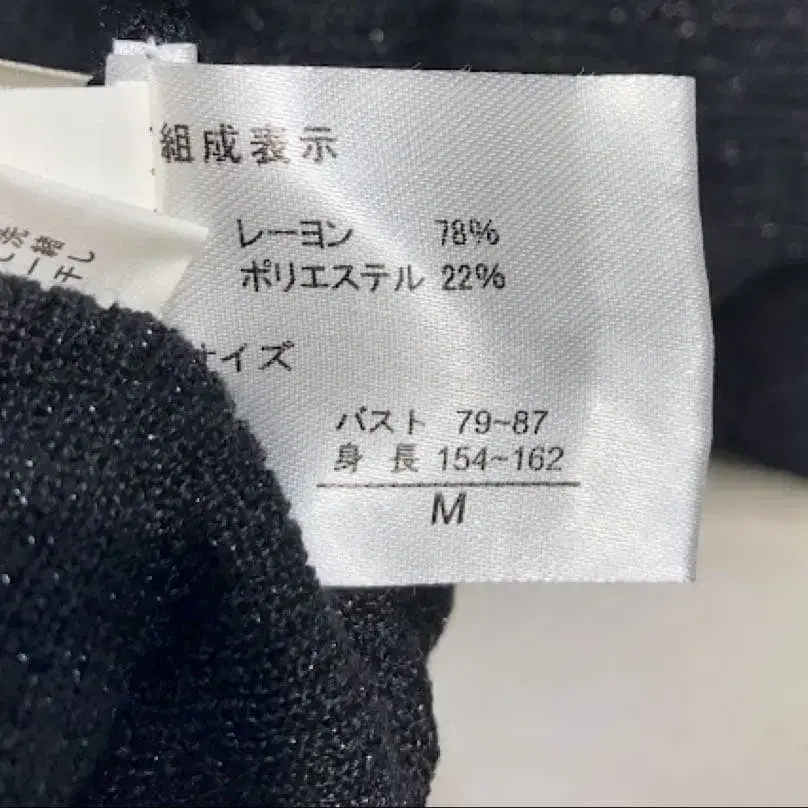 組成表示
レーヨン 78%
ポリエステル 22%
サイズ
バスト 79~87
身 長 154~162
M